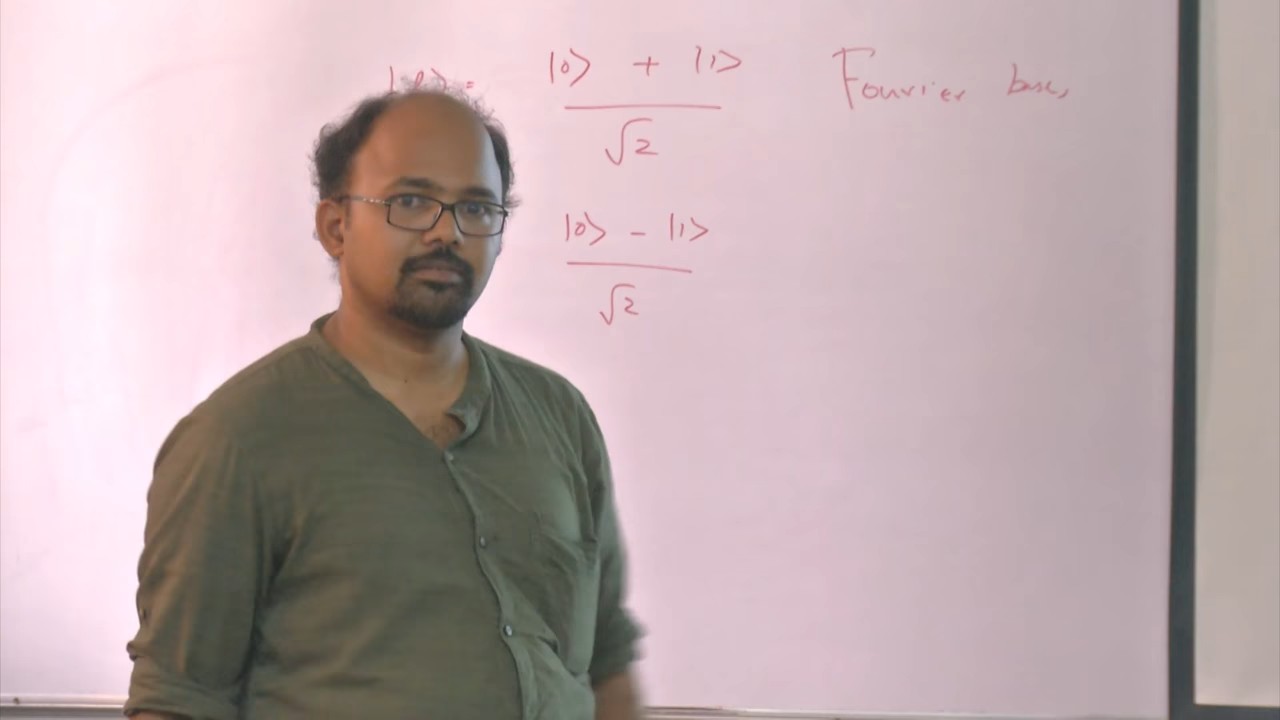 |0⟩ + |1⟩ Fourier basis
√2
|0⟩ - |1⟩
√2